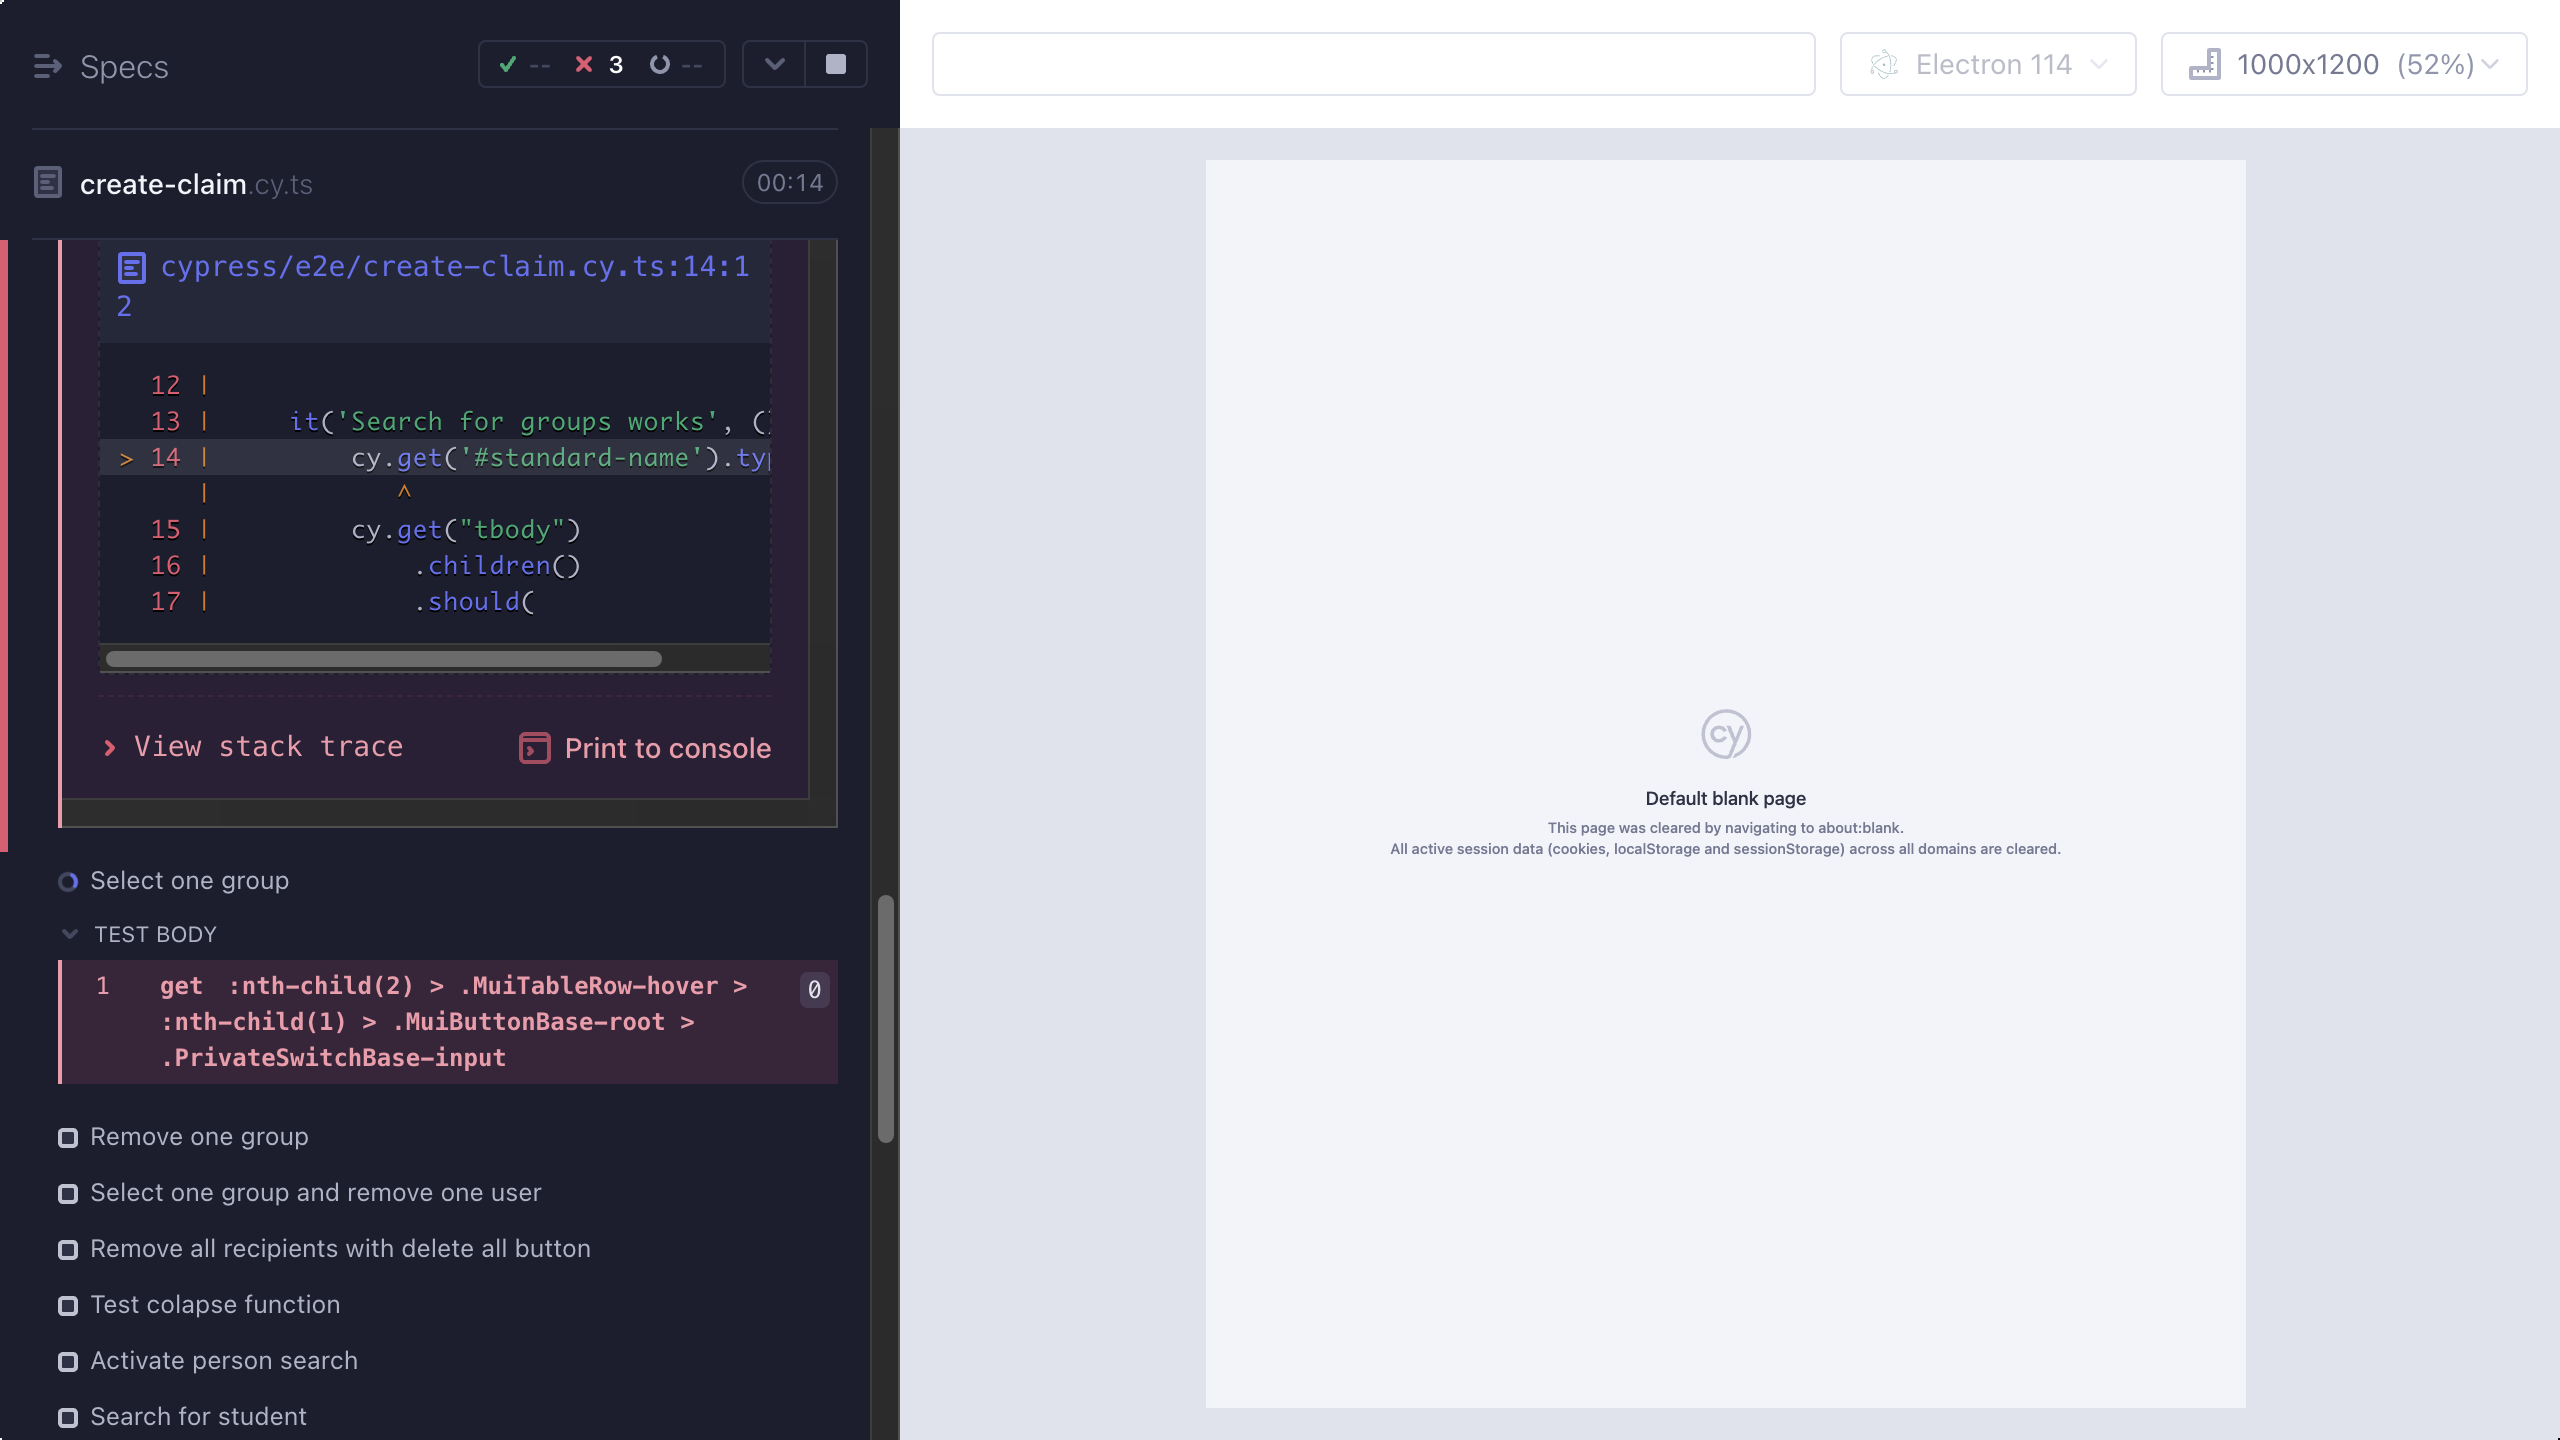 Specs
-- 3 --
create-claim.cy.ts
00:14
cypress/e2e/create-claim.cy.ts:14:1
2
12 |
13 | it('Search for groups works', ()
> 14 | cy.get('#standard-name').typ
| ^
15 | cy.get("tbody")
16 | .children()
17 | .should(
View stack trace
Print to console
Select one group
TEST BODY
1 get :nth-child(2) > .MuiTableRow-hover > 0
:nth-child(1) > .MuiButtonBase-root >
.PrivateSwitchBase-input
Remove one group
Select one group and remove one user
Remove all recipients with delete all button
Test colapse function
Activate person search
Search for student
Electron 114
1000x1200 (52%)
cy
Default blank page
This page was cleared by navigating to about:blank.
All active session data (cookies, localStorage and sessionStorage) across all domains are cleared.